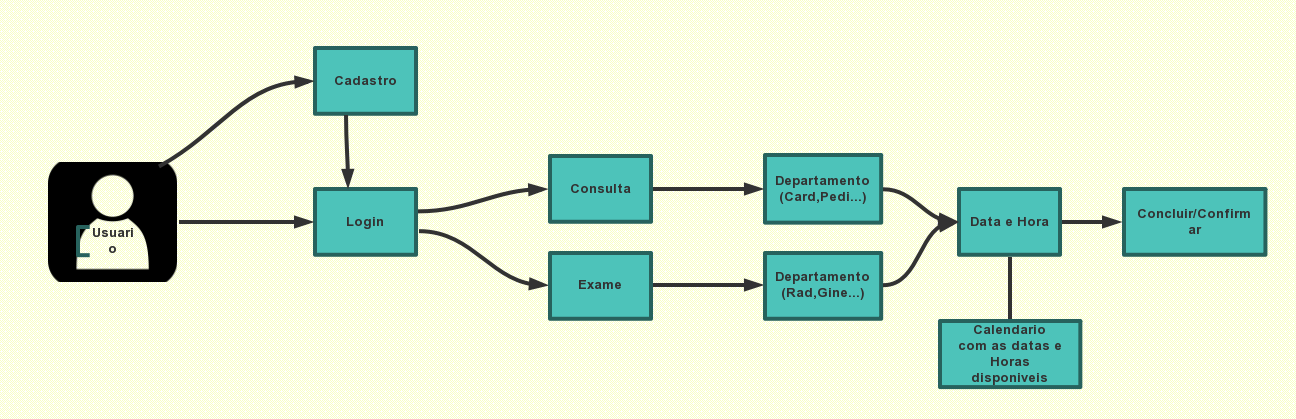 Cadastro
Usuari
o
Login
Consulta
Exame
Departamento
(Card,Pedi...)
Departamento
(Rad,Gine...)
Data e Hora
Calendario
com as datas e
Horas
disponiveis
Concluir/Confirm
ar